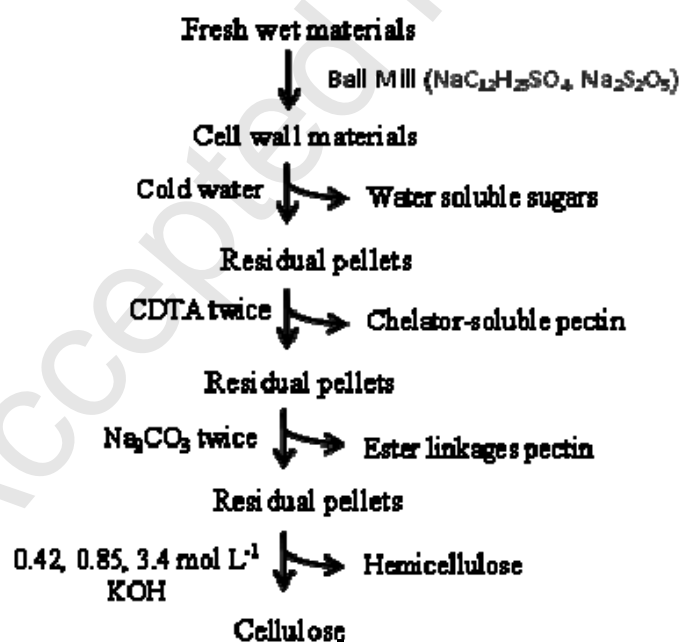 Fresh wet materials
Ball Mill (NaC₁₂H₂₅SO₄, Na₂S₂O₅)
Cell wall materials
Cold water
Water soluble sugars
Residual pellets
CDTA twice
Chelator-soluble pectin
Residual pellets
Na₂CO₃ twice
Ester linkages pectin
Residual pellets
0.42, 0.85, 3.4 mol L⁻¹
KOH
Hemicellulose
Cellulose
Accepted